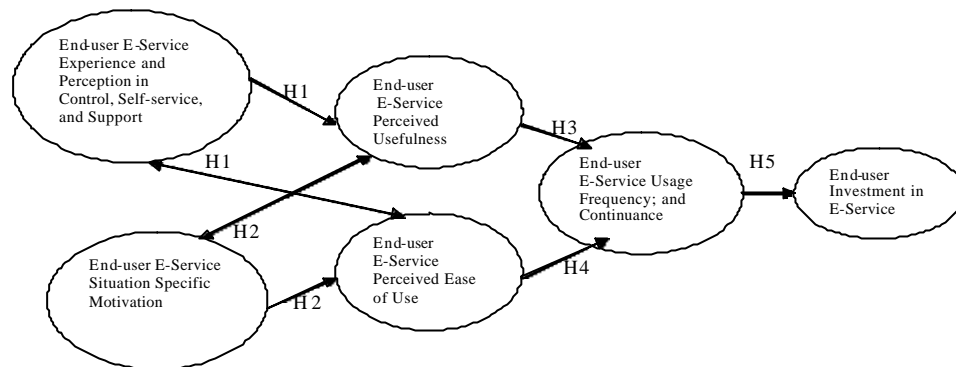 End-user E-Service
Experience and
Perception in
Control, Self-service,
and Support
H1
End-user
E-Service
Perceived
Usefulness
H3
H1
End-user
E-Service Usage
Frequency; and
Continuance
H5
End-user
Investment in
E-Service
H2
End-user E-Service
Situation Specific
Motivation
H2
End-user
E-Service
Perceived Ease
of Use
H4